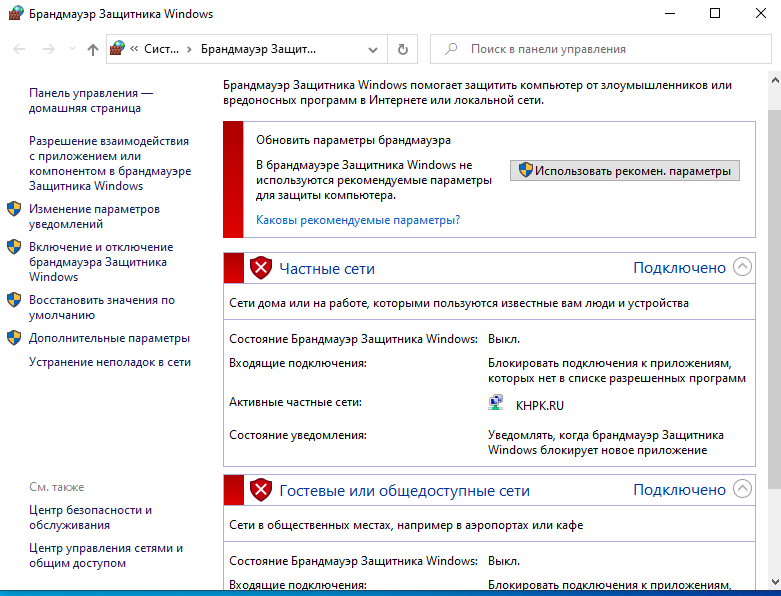 Брандмауэр Защитника Windows
« Сист... › Брандмауэр Защит...
Поиск в панели управления
Панель управления —
домашняя страница
Разрешение взаимодействия
с приложением или
компонентом в брандмауэре
Защитника Windows
Изменение параметров
уведомлений
Включение и отключение
брандмауэра Защитника
Windows
Восстановить значения по
умолчанию
Дополнительные параметры
Устранение неполадок в сети
См. также
Центр безопасности и
обслуживания
Центр управления сетями и
общим доступом
Брандмауэр Защитника Windows помогает защитить компьютер от злоумышленников или
вредоносных программ в Интернете или локальной сети.
Обновить параметры брандмауэра
В брандмауэре Защитника Windows не
используются рекомендуемые параметры
для защиты компьютера.
Использовать рекомен. параметры
Каковы рекомендуемые параметры?
Частные сети
Подключено
Сети дома или на работе, которыми пользуются известные вам люди и устройства
Состояние Брандмауэр Защитника Windows: Выкл.
Входящие подключения: Блокировать подключения к приложениям,
которых нет в списке разрешенных программ
Активные частные сети: KHPK.RU
Состояние уведомления: Уведомлять, когда брандмауэр Защитника
Windows блокирует новое приложение
Гостевые или общедоступные сети
Подключено
Сети в общественных местах, например в аэропортах или кафе
Состояние Брандмауэр Защитника Windows: Выкл.
Входящие подключения: Блокировать подключения к приложениям,